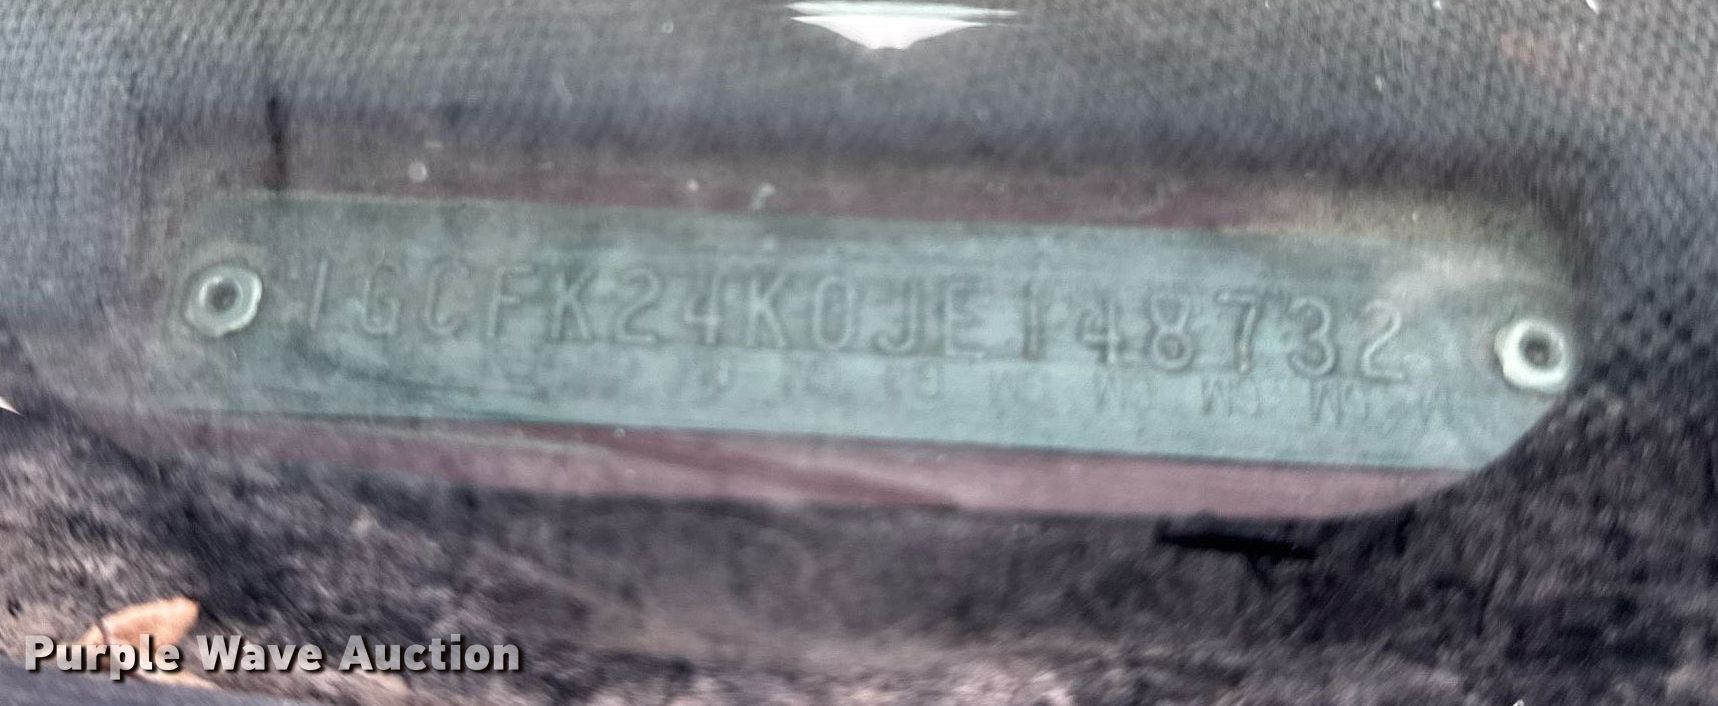 1GCFK24K0JE148732
Purple Wave Auction